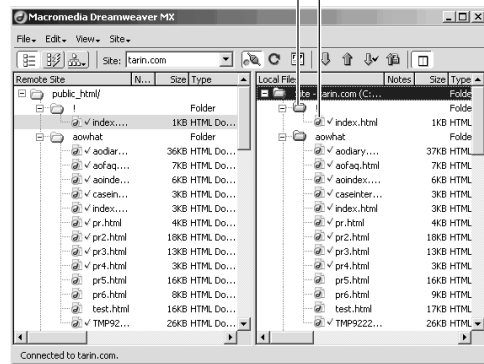 Macromedia Dreamweaver MX
File Edit View Site
Site: tarin.com
Remote Site N... Size Type Local Files Notes Size Type
public_html/ Site - tarin.com (C:... Folde
! Folder Folde
index.... 1KB HTML Do... index.html 1KB HTML
aowhat Folder aowhat Folde
aodiar... 36KB HTML Do... aodiary.... 37KB HTML
aofaq.... 7KB HTML Do... aofaq.html 7KB HTML
aoinde... 6KB HTML Do... aoindex.... 6KB HTML
casein... 3KB HTML Do... caseinter... 3KB HTML
index.... 3KB HTML Do... index.html 3KB HTML
pr.html 4KB HTML Do... pr.html 4KB HTML
pr2.html 18KB HTML Do... pr2.html 18KB HTML
pr3.html 13KB HTML Do... pr3.html 13KB HTML
pr4.html 3KB HTML Do... pr4.html 3KB HTML
pr5.html 16KB HTML Do... pr5.html 16KB HTML
pr6.html 8KB HTML Do... pr6.html 9KB HTML
test.html 16KB HTML Do... test.html 17KB HTML
TMP92... 26KB HTML Do... TMP9222... 26KB HTML
Connected to tarin.com.